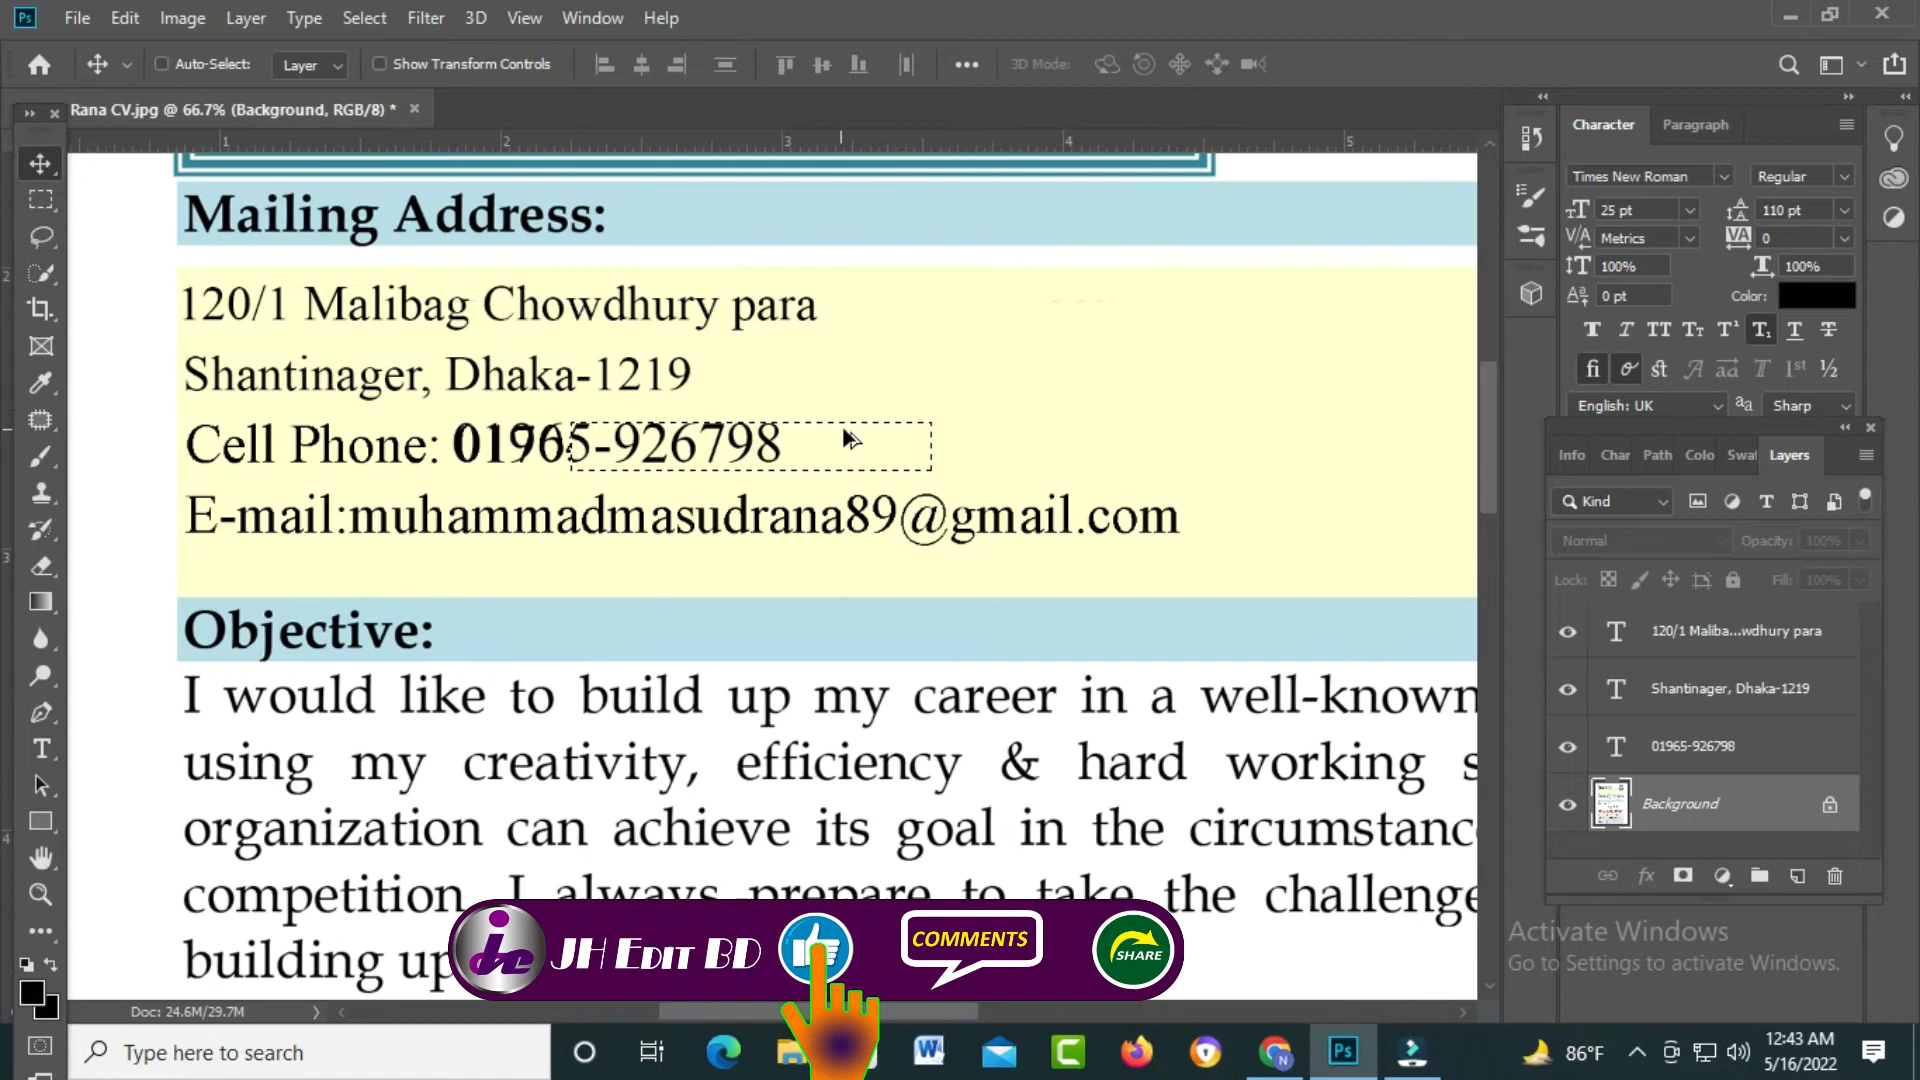 File Edit Image Layer Type Select Filter 3D View Window Help
Auto-Select: Layer Show Transform Controls 3D Mode:
Rana CV.jpg @ 66.7% (Background, RGB/8) *
1 2 3 4 5
Mailing Address:
120/1 Malibag Chowdhury para
Shantinager, Dhaka-1219
Cell Phone: 01965-926798
E-mail:muhammadmasudrana89@gmail.com
Objective:
I would like to build up my career in a well-known
using my creativity, efficiency & hard working s
organization can achieve its goal in the
competition. I always prepare to take the challenge
building up
JH EDIT BD COMMENTS SHARE
Character Paragraph
Times New Roman Regular
25 pt 110 pt
Metrics 0
100% 100%
0 pt Color:
English: UK Sharp
Info Char Path Colo Swat Layers
Kind
Normal Opacity: 100%
Lock: Fill: 100%
120/1 Maliba...wdhury para
Shantinager, Dhaka-1219
01965-926798
Background
Activate Windows
Go to Settings to activate Windows.
Doc: 24.6M/29.7M
Type here to search
86°F
12:43 AM
5/16/2022